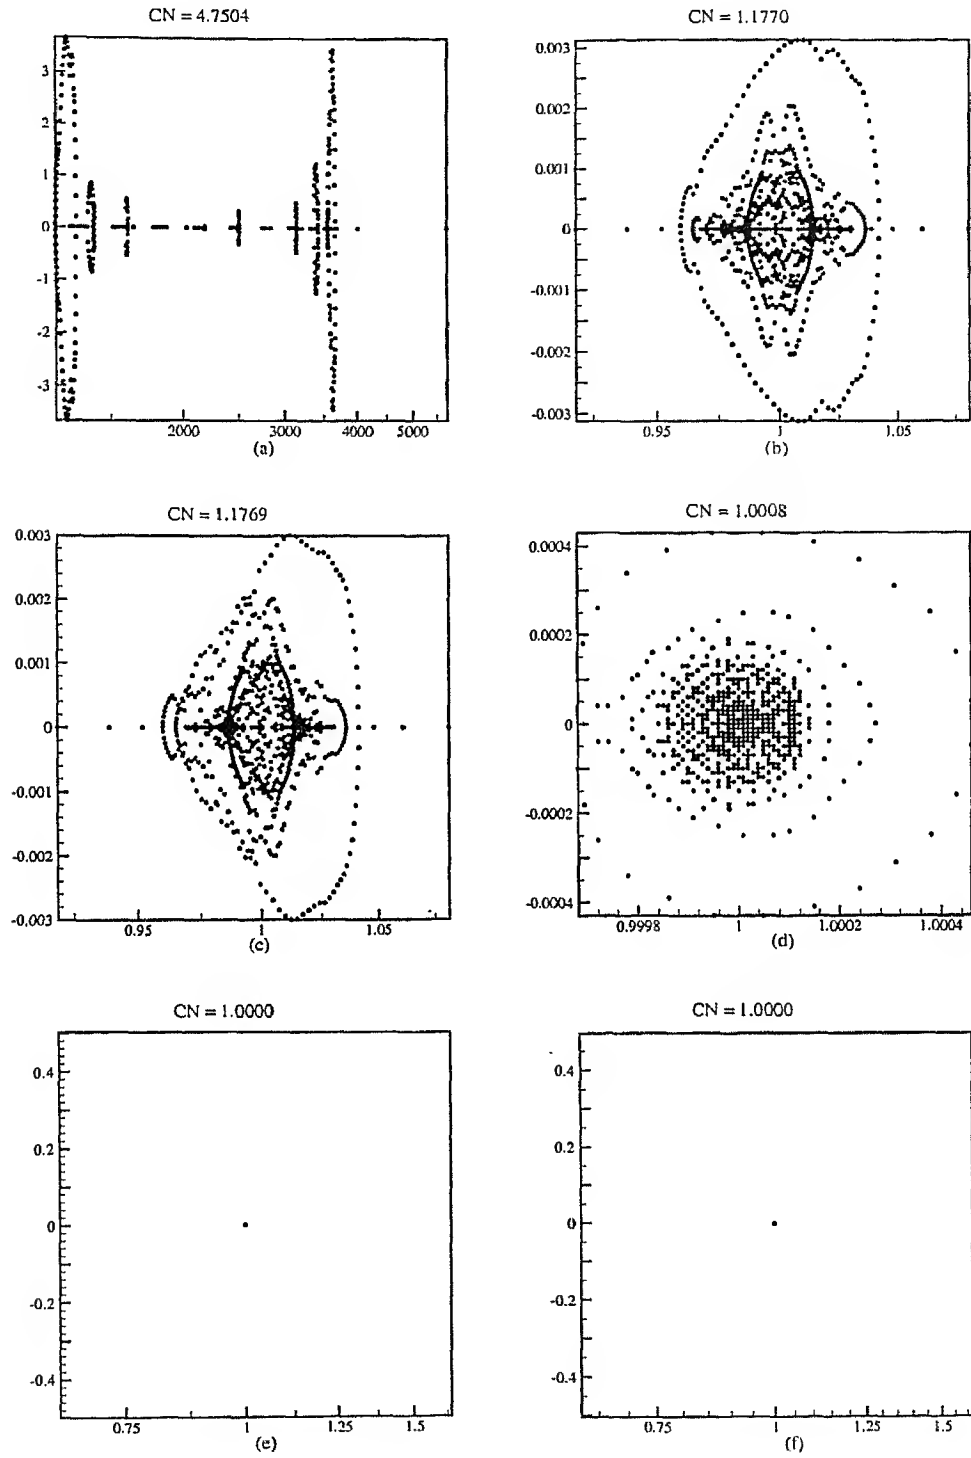 CN = 4.7504
CN = 1.1770
3
2
1
0
-1
-2
-3
2000 3000 4000 5000
(a)
0.003
0.002
0.001
0
-0.001
-0.002
-0.003
0.95 1 1.05
(b)
CN = 1.1769
CN = 1.0008
0.003
0.002
0.001
0
-0.001
-0.002
-0.003
0.95 1 1.05
(c)
0.0004
0.0002
0
-0.0002
-0.0004
0.9998 1 1.0002 1.0004
(d)
CN = 1.0000
CN = 1.0000
0.4
0.2
0
-0.2
-0.4
0.75 1 1.25 1.5
(e)
0.4
0.2
0
-0.2
-0.4
0.75 1 1.25 1.5
(f)